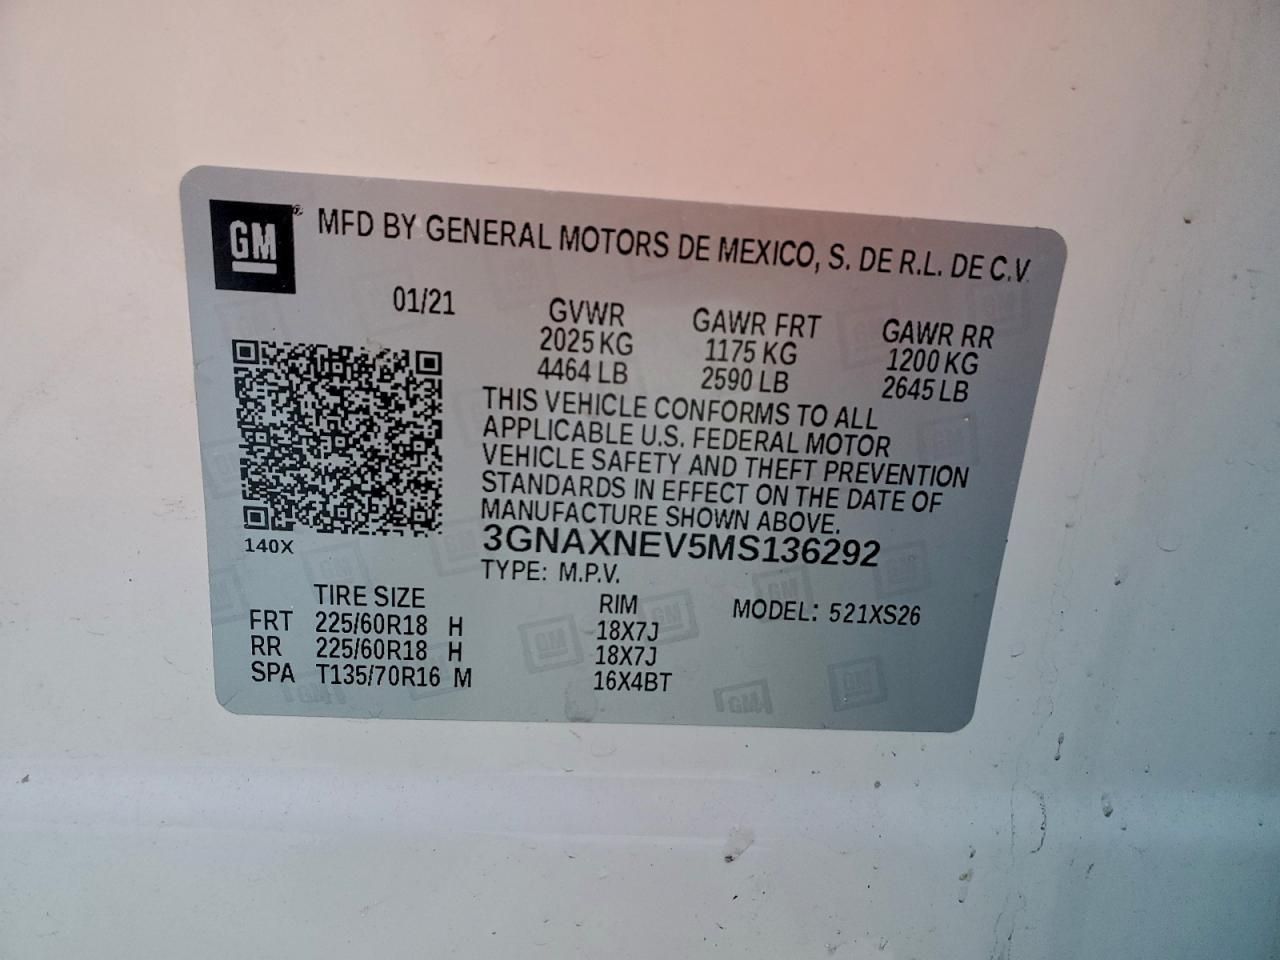 GM® MFD BY GENERAL MOTORS DE MEXICO, S. DE R.L. DE C.V.
01/21 GVWR GAWR FRT GAWR RR
2025 KG 1175 KG 1200 KG
4464 LB 2590 LB 2645 LB
THIS VEHICLE CONFORMS TO ALL
APPLICABLE U.S. FEDERAL MOTOR
VEHICLE SAFETY AND THEFT PREVENTION
STANDARDS IN EFFECT ON THE DATE OF
MANUFACTURE SHOWN ABOVE.
140X 3GNAXNEV5MS136292
TYPE: M.P.V.
TIRE SIZE RIM MODEL: 521XS26
FRT 225/60R18 H 18X7J
RR 225/60R18 H 18X7J
SPA T135/70R16 M 16X4BT